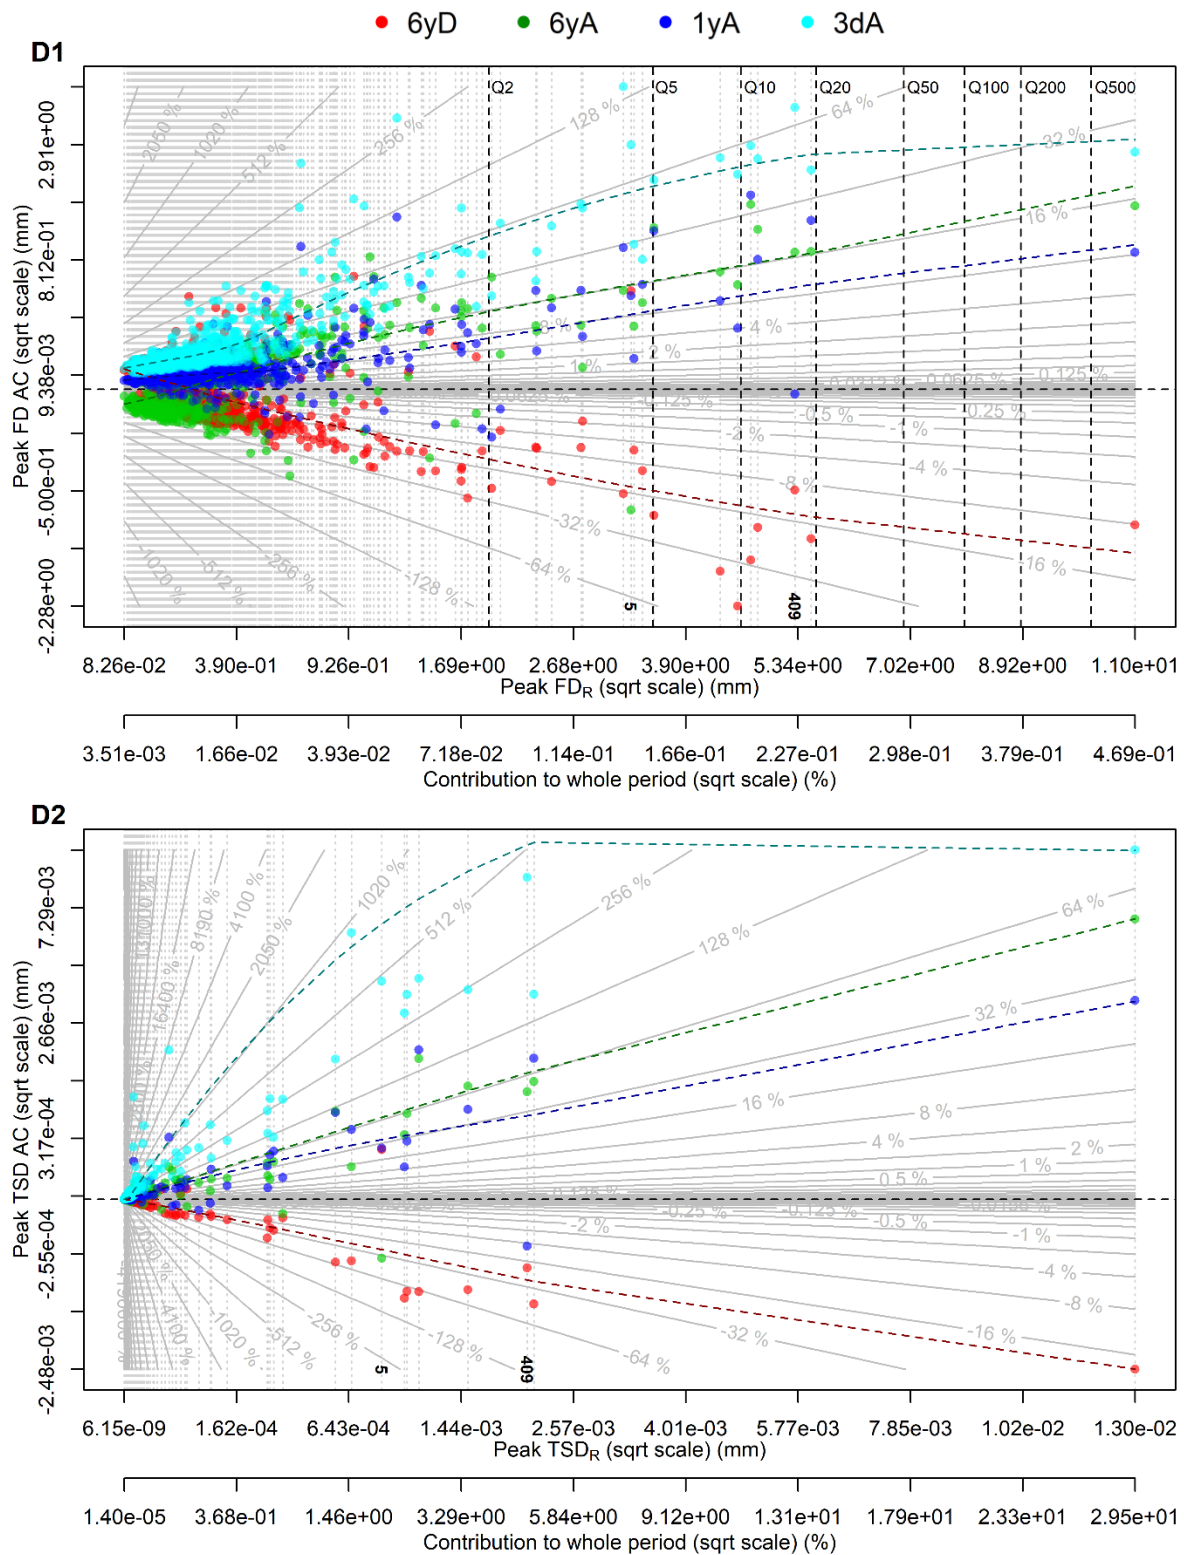 6yD 6yA 1yA 3dA
D1
Q2 Q5 Q10 Q20 Q50 Q100 Q200 Q500
2050 % 1020 % -512 % 256 % 128 % 64 % 32 %
16 %
4 %
2 %
1 %
0.125 %
-0.125 %
-0.5 % 0.25 %
-2 % -1 %
-4 %
-8 %
-32 % -16 %
-1020 % -512 % -256 % -128 % -64 %
5 409
Peak FD AC (sqrt scale) (mm)
2.91e+00
8.12e-01
9.38e-03
-5.00e-01
-2.28e+00
8.26e-02 3.90e-01 9.26e-01 1.69e+00 2.68e+00 3.90e+00 5.34e+00 7.02e+00 8.92e+00 1.10e+01
Peak FDR (sqrt scale) (mm)
3.51e-03 1.66e-02 3.93e-02 7.18e-02 1.14e-01 1.66e-01 2.27e-01 2.98e-01 3.79e-01 4.69e-01
Contribution to whole period (sqrt scale) (%)
D2
131000 % 16400 % 8190 % 4100 % 2050 % 1020 % 512 % 256 % 128 % 64 %
32 %
16 %
8 %
4 %
2 %
1 %
0.5 %
-0.25 % -0.125 %
-2 % -0.5 %
-1 %
-4 %
-8 %
-16 %
4100 % -1020 % -512 % -256 % -128 % -64 % -32 %
5 409
Peak TSD AC (sqrt scale) (mm)
7.29e-03
2.66e-03
3.17e-04
-2.55e-04
-2.48e-03
6.15e-09 1.62e-04 6.43e-04 1.44e-03 2.57e-03 4.01e-03 5.77e-03 7.85e-03 1.02e-02 1.30e-02
Peak TSDR (sqrt scale) (mm)
1.40e-05 3.68e-01 1.46e+00 3.29e+00 5.84e+00 9.12e+00 1.31e+01 1.79e+01 2.33e+01 2.95e+01
Contribution to whole period (sqrt scale) (%)